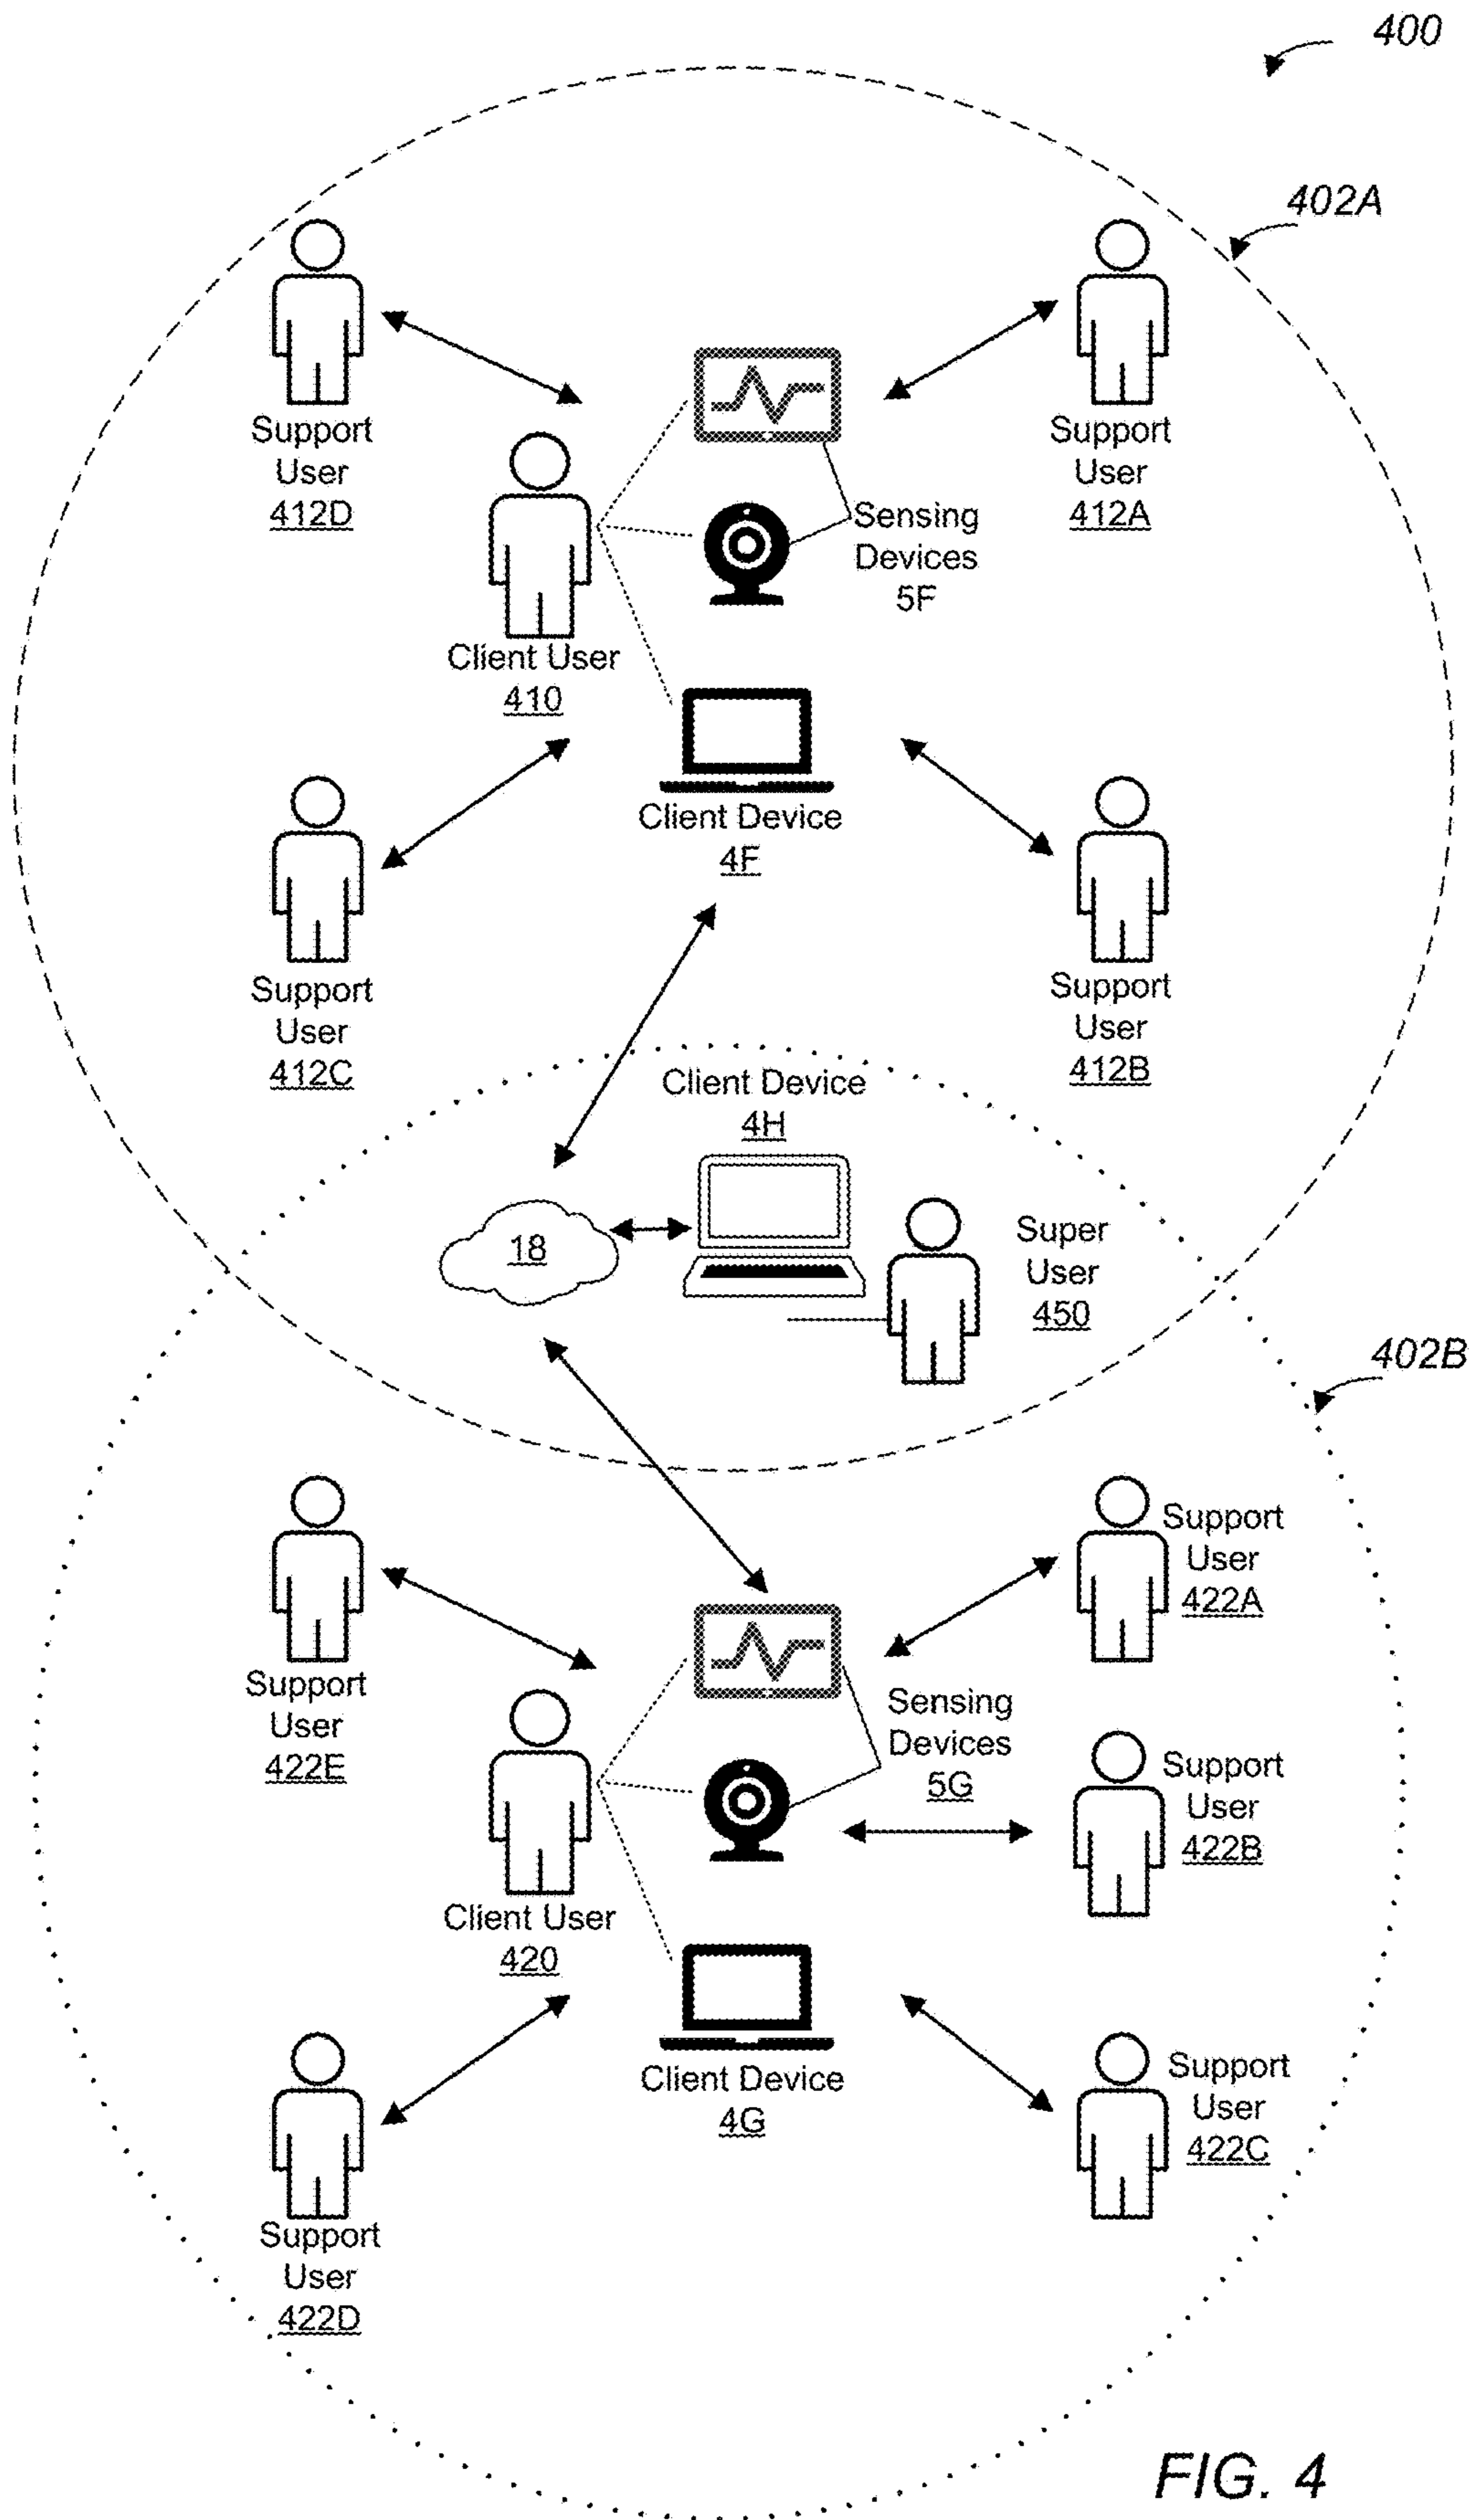 400
402A
Support
User
412D
Support
User
412A
Sensing
Devices
5F
Client User
410
Client Device
4F
Support
User
412C
Support
User
412B
Client Device
4H
18
Super
User
450
402B
Support
User
422E
Support
User
422A
Sensing
Devices
5G
Support
User
422B
Client User
420
Client Device
4G
Support
User
422C
Support
User
422D
FIG. 4